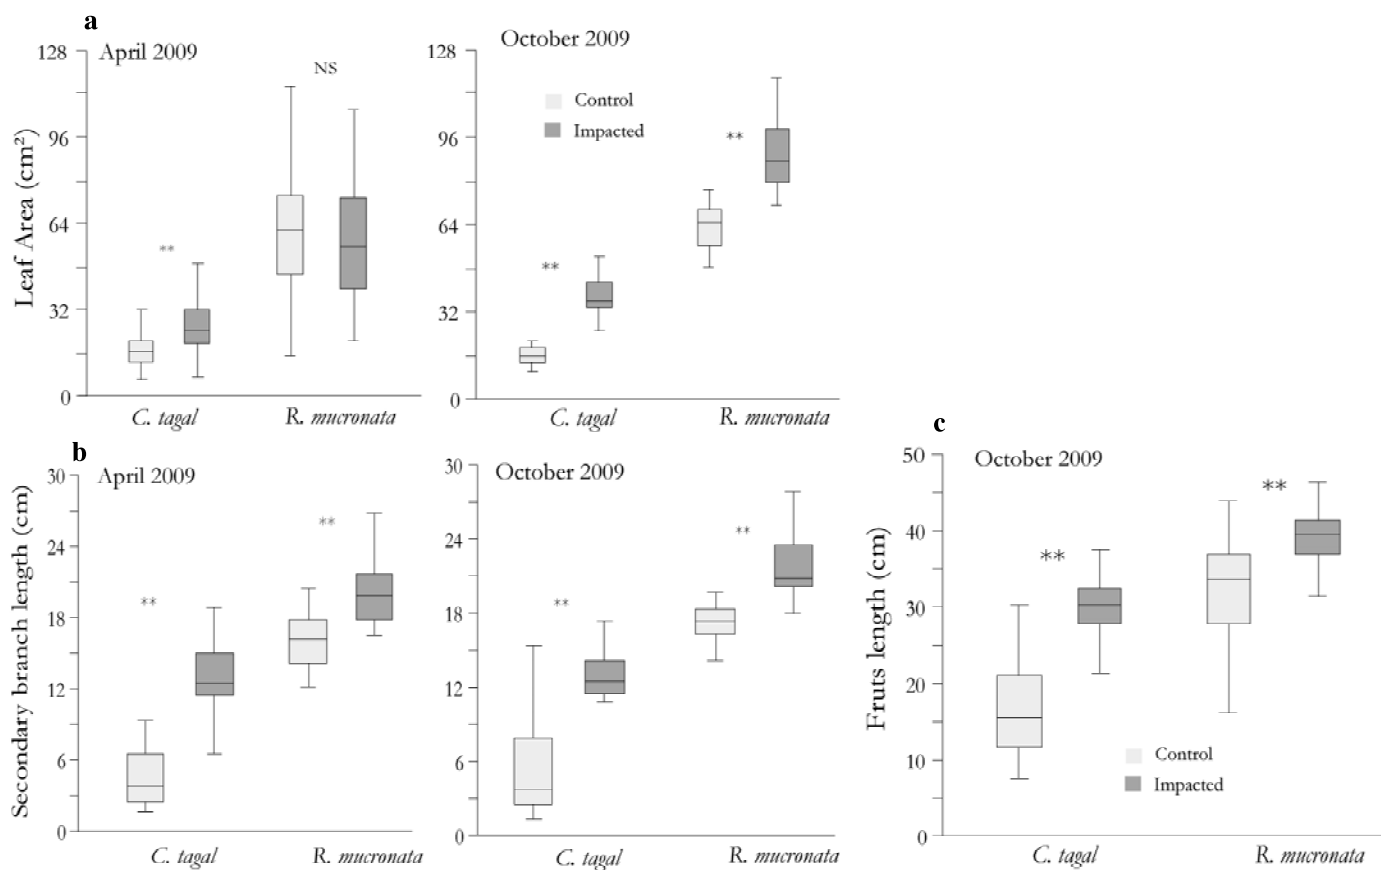 a
April 2009
NS
Leaf Area (cm²)
128
96
64
32
0
**
C. tagal
R. mucronata
October 2009
Control
Impacted
128
96
64
32
0
**
**
C. tagal
R. mucronata
b
April 2009
Secondary branch length (cm)
30
24
18
12
6
0
**
**
C. tagal
R. mucronata
October 2009
30
24
18
12
6
0
**
**
C. tagal
R. mucronata
c
October 2009
Fruts length (cm)
50
40
30
20
10
0
**
**
Control
Impacted
C. tagal
R. mucronata